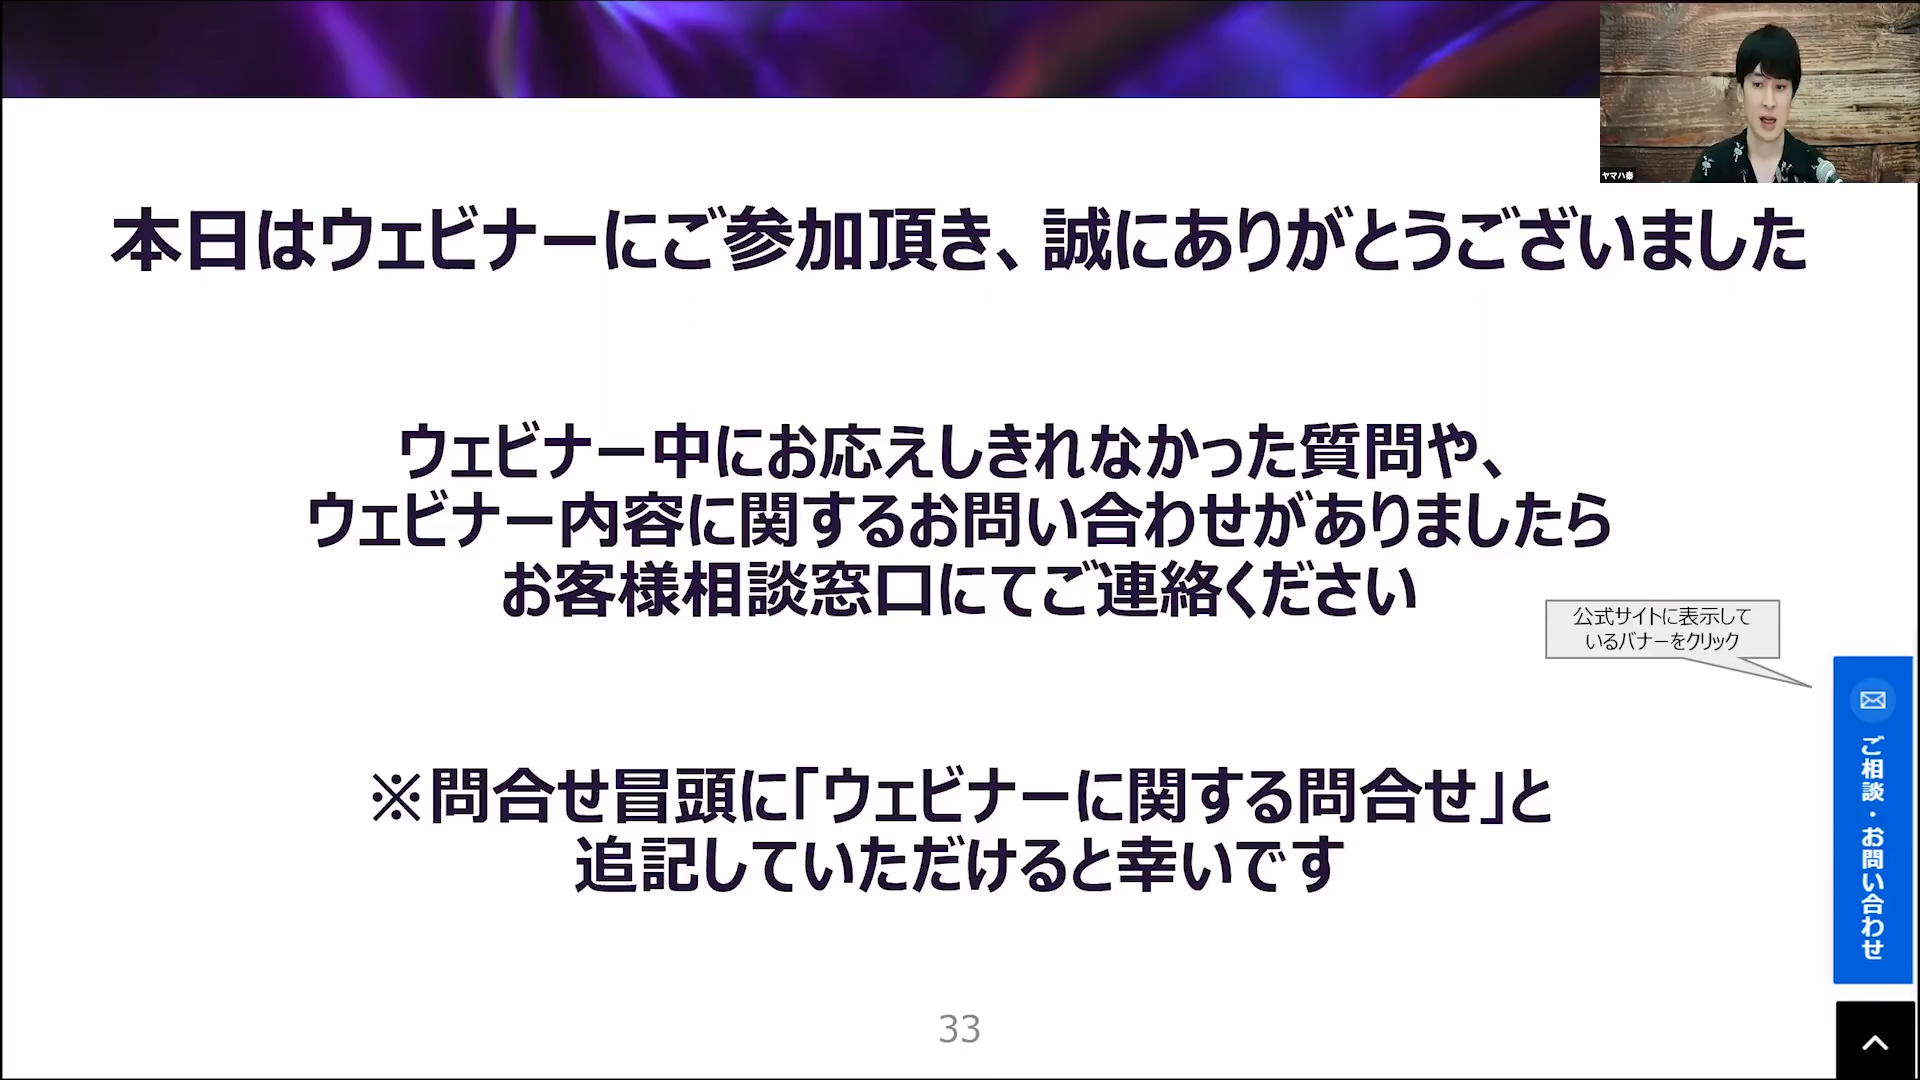 ヤマハ秦
本日はウェビナーにご参加頂き、誠にありがとうございました
ウェビナー中にお応えしきれなかった質問や、
ウェビナー内容に関するお問い合わせがありましたら
お客様相談窓口にてご連絡ください
公式サイトに表示して
いるバナーをクリック
ご相談・お問い合わせ
※問合せ冒頭に「ウェビナーに関する問合せ」と
追記していただけると幸いです
33